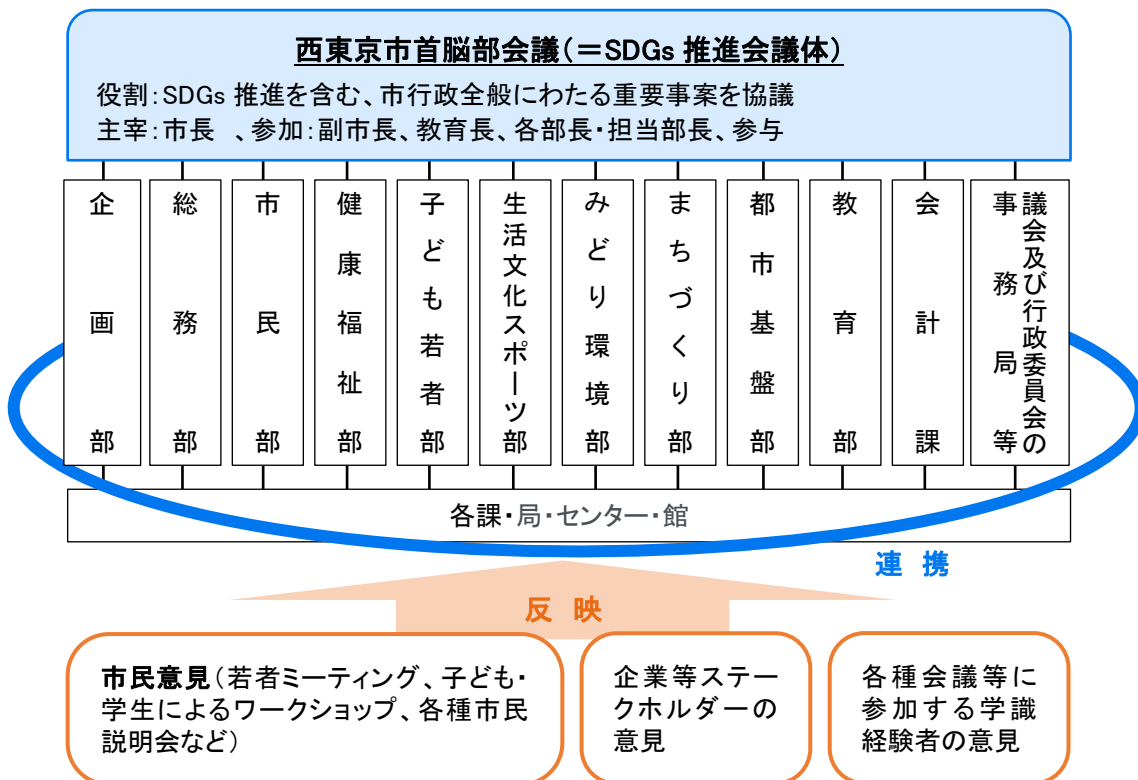 西東京市首脳部会議(＝SDGs 推進会議体)
役割：SDGs 推進を含む、市行政全般にわたる重要事案を協議
主宰：市長 、参加：副市長、教育長、各部長・担当部長、参与
企画部
総務部
市民部
健康福祉部
子ども若者部
生活文化スポーツ部
みどり環境部
まちづくり部
都市基盤部
教育部
会計課
議会及び行政委員会の
事務局等
各課・局・センター・館
連 携
反 映
市民意見(若者ミーティング、子ども・
学生によるワークショップ、各種市民
説明会など)
企業等ステー
クホルダーの
意見
各種会議等に
参加する学識
経験者の意見